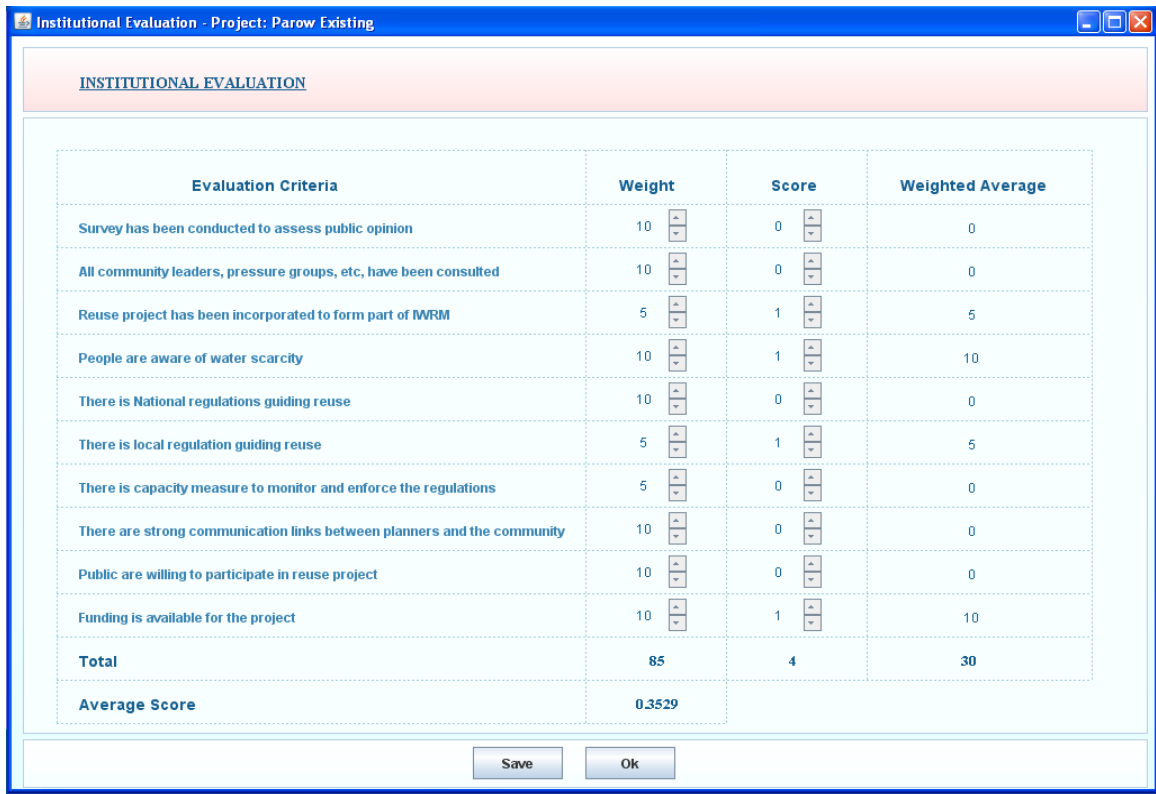 Institutional Evaluation - Project: Parow Existing
INSTITUTIONAL EVALUATION
Evaluation Criteria Weight Score Weighted Average
Survey has been conducted to assess public opinion 10 0 0
All community leaders, pressure groups, etc, have been consulted 10 0 0
Reuse project has been incorporated to form part of IWRM 5 1 5
People are aware of water scarcity 10 1 10
There is National regulations guiding reuse 10 0 0
There is local regulation guiding reuse 5 1 5
There is capacity measure to monitor and enforce the regulations 5 0 0
There are strong communication links between planners and the community 10 0 0
Public are willing to participate in reuse project 10 0 0
Funding is available for the project 10 1 10
Total 85 4 30
Average Score 0.3529
Save Ok